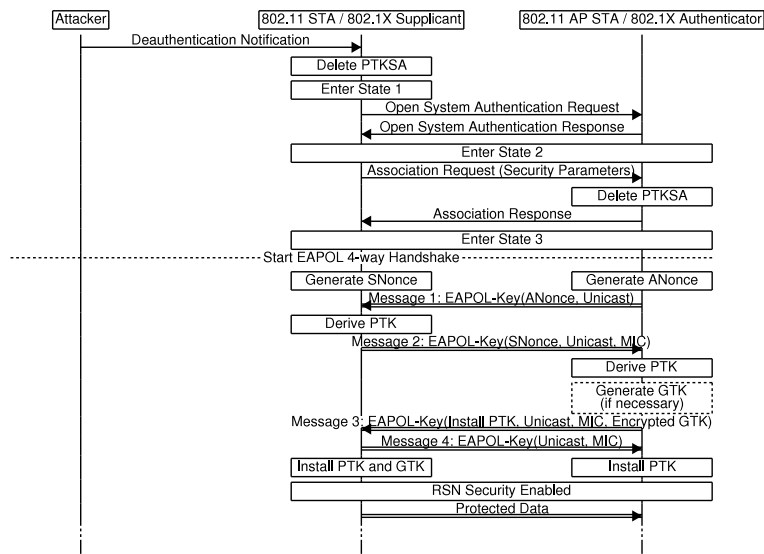 Attacker
802.11 STA / 802.1X Supplicant
802.11 AP STA / 802.1X Authenticator
Deauthentication Notification
Delete PTKSA
Enter State 1
Open System Authentication Request
Open System Authentication Response
Enter State 2
Association Request (Security Parameters)
Delete PTKSA
Association Response
Enter State 3
Start EAPOL 4-way Handshake
Generate SNonce
Generate ANonce
Message 1: EAPOL-Key(ANonce, Unicast)
Derive PTK
Message 2: EAPOL-Key(SNonce, Unicast, MIC)
Derive PTK
Generate GTK
(if necessary)
Message 3: EAPOL-Key(Install PTK, Unicast, MIC, Encrypted GTK)
Message 4: EAPOL-Key(Unicast, MIC)
Install PTK and GTK
Install PTK
RSN Security Enabled
Protected Data